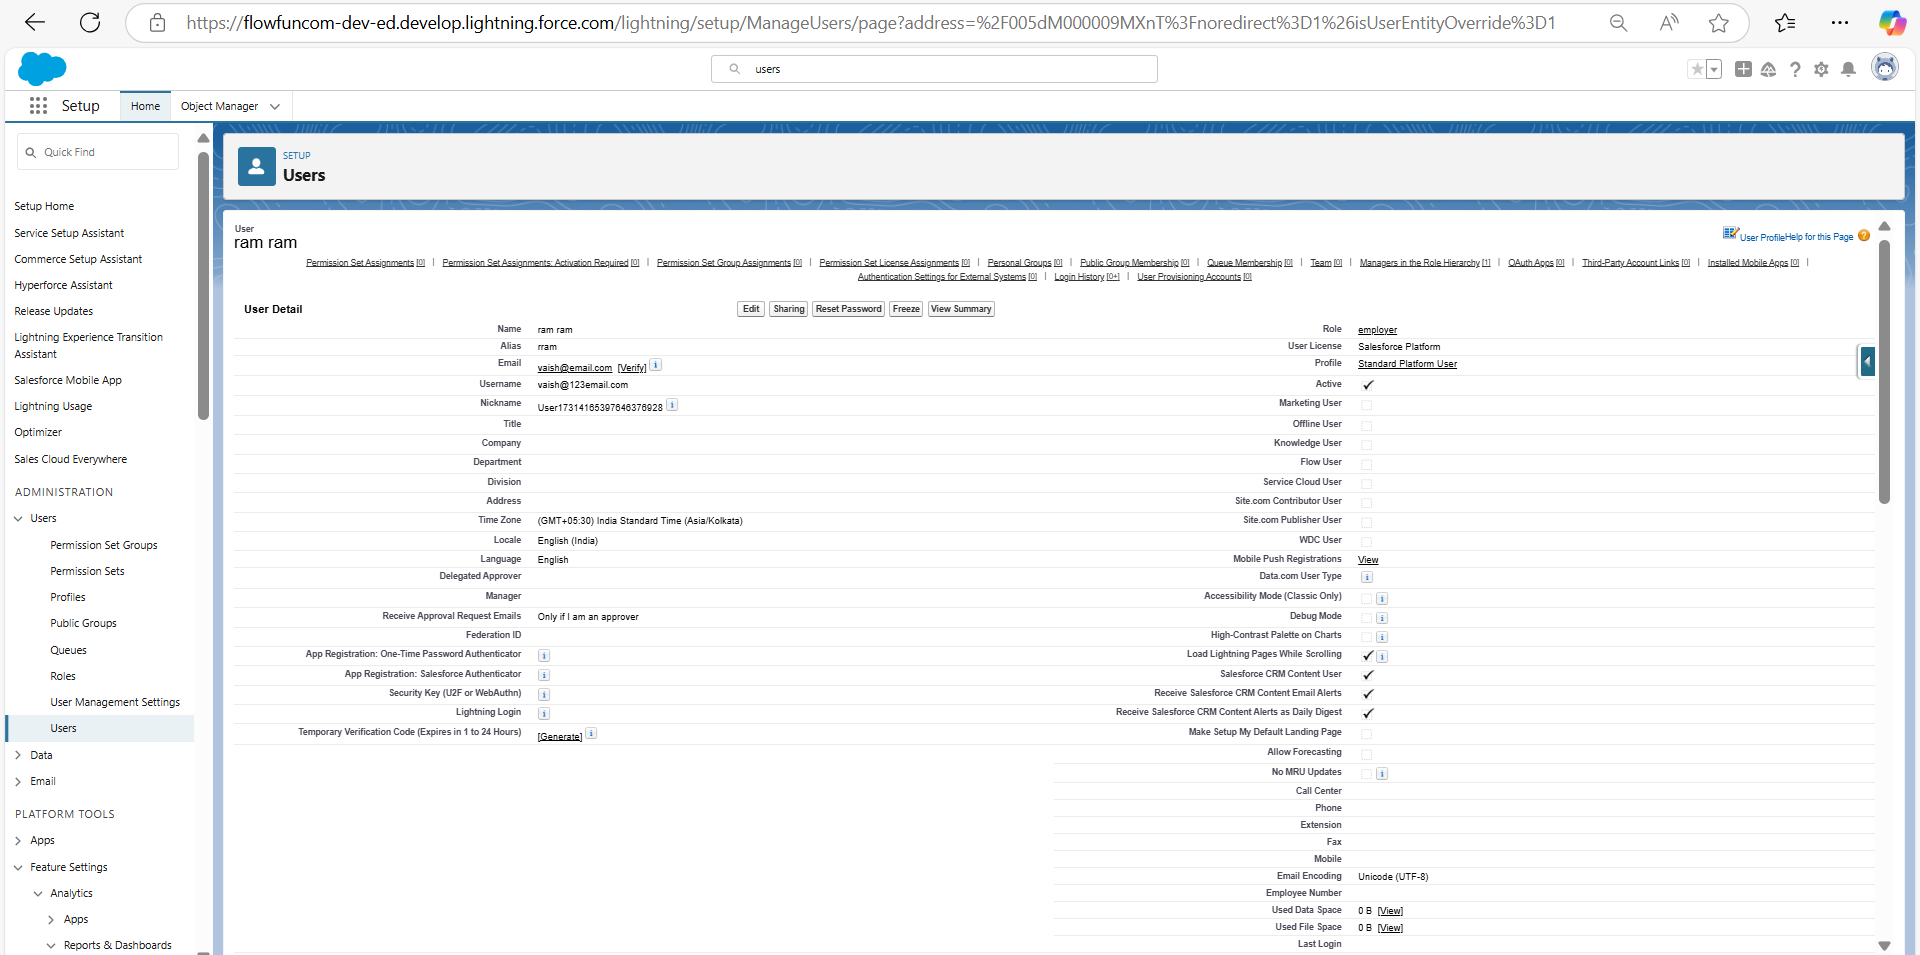 https://flowfuncom-dev-ed.develop.lightning.force.com/lightning/setup/ManageUsers/page?address=%2F005dM000009MXnT%3Fnoredirect%3D1%26isUserEntityOverride%3D1
users
Setup
Home
Object Manager
Quick Find
Setup Home
Service Setup Assistant
Commerce Setup Assistant
Hyperforce Assistant
Release Updates
Lightning Experience Transition
Assistant
Salesforce Mobile App
Lightning Usage
Optimizer
Sales Cloud Everywhere
ADMINISTRATION
Users
Permission Set Groups
Permission Sets
Profiles
Public Groups
Queues
Roles
User Management Settings
Users
Data
Email
PLATFORM TOOLS
Apps
Feature Settings
Analytics
Apps
Reports & Dashboards
SETUP
Users
User
ram ram
User Profile Help for this Page
Permission Set Assignments [0] | Permission Set Assignments: Activation Required [0] | Permission Set Group Assignments [0] | Permission Set License Assignments [0] | Personal Groups [0] | Public Group Membership [0] | Queue Membership [0] | Team [0] | Managers in the Role Hierarchy [1] | OAuth Apps [0] | Third-Party Account Links [0] | Installed Mobile Apps [0] |
Authentication Settings for External Systems [0] | Login History [0+] | User Provisioning Accounts [0]
User Detail
Edit Sharing Reset Password Freeze View Summary
Name ram ram
Alias rram
Email vaish@email.com [Verify]
Username vaish@123email.com
Nickname User17314165397646376928
Title
Company
Department
Division
Address
Time Zone (GMT+05:30) India Standard Time (Asia/Kolkata)
Locale English (India)
Language English
Delegated Approver
Manager
Receive Approval Request Emails Only if I am an approver
Federation ID
App Registration: One-Time Password Authenticator
App Registration: Salesforce Authenticator
Security Key (U2F or WebAuthn)
Lightning Login
Temporary Verification Code (Expires in 1 to 24 Hours) [Generate]
Role employer
User License Salesforce Platform
Profile Standard Platform User
Active
Marketing User
Offline User
Knowledge User
Flow User
Service Cloud User
Site.com Contributor User
Site.com Publisher User
WDC User
Mobile Push Registrations View
Data.com User Type
Accessibility Mode (Classic Only)
Debug Mode
High-Contrast Palette on Charts
Load Lightning Pages While Scrolling
Salesforce CRM Content User
Receive Salesforce CRM Content Email Alerts
Receive Salesforce CRM Content Alerts as Daily Digest
Make Setup My Default Landing Page
Allow Forecasting
No MRU Updates
Call Center
Phone
Extension
Fax
Mobile
Email Encoding Unicode (UTF-8)
Employee Number
Used Data Space 0 B [View]
Used File Space 0 B [View]
Last Login